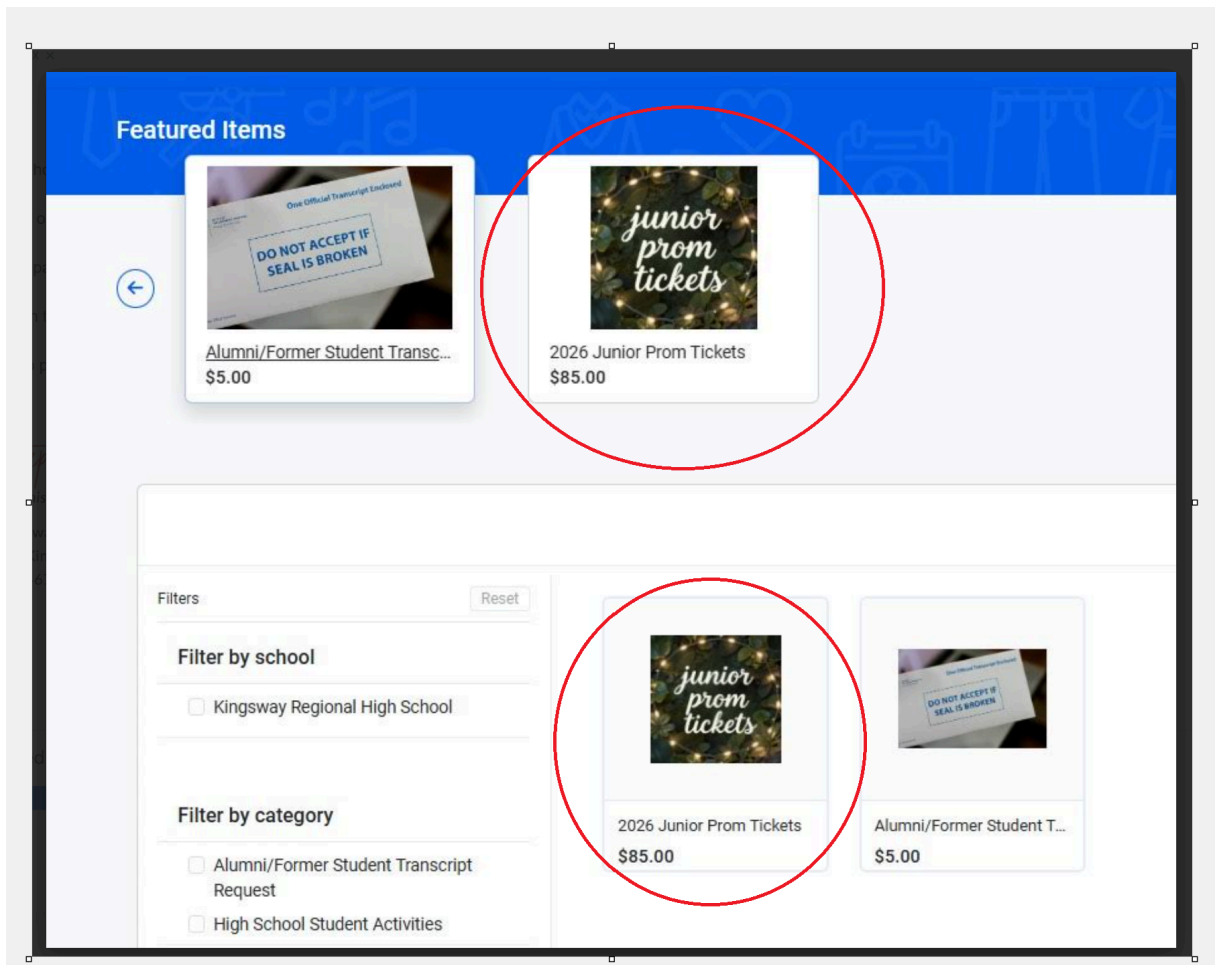 Featured Items
One Official Transcript Enclosed
DO NOT ACCEPT IF
SEAL IS BROKEN
Alumni/Former Student Transc...
$5.00
junior
prom
tickets
2026 Junior Prom Tickets
$85.00
Filters
Reset
Filter by school
Kingsway Regional High School
Filter by category
Alumni/Former Student Transcript
Request
High School Student Activities
junior
prom
tickets
2026 Junior Prom Tickets
$85.00
One Official Transcript Enclosed
DO NOT ACCEPT IF
SEAL IS BROKEN
Alumni/Former Student T...
$5.00